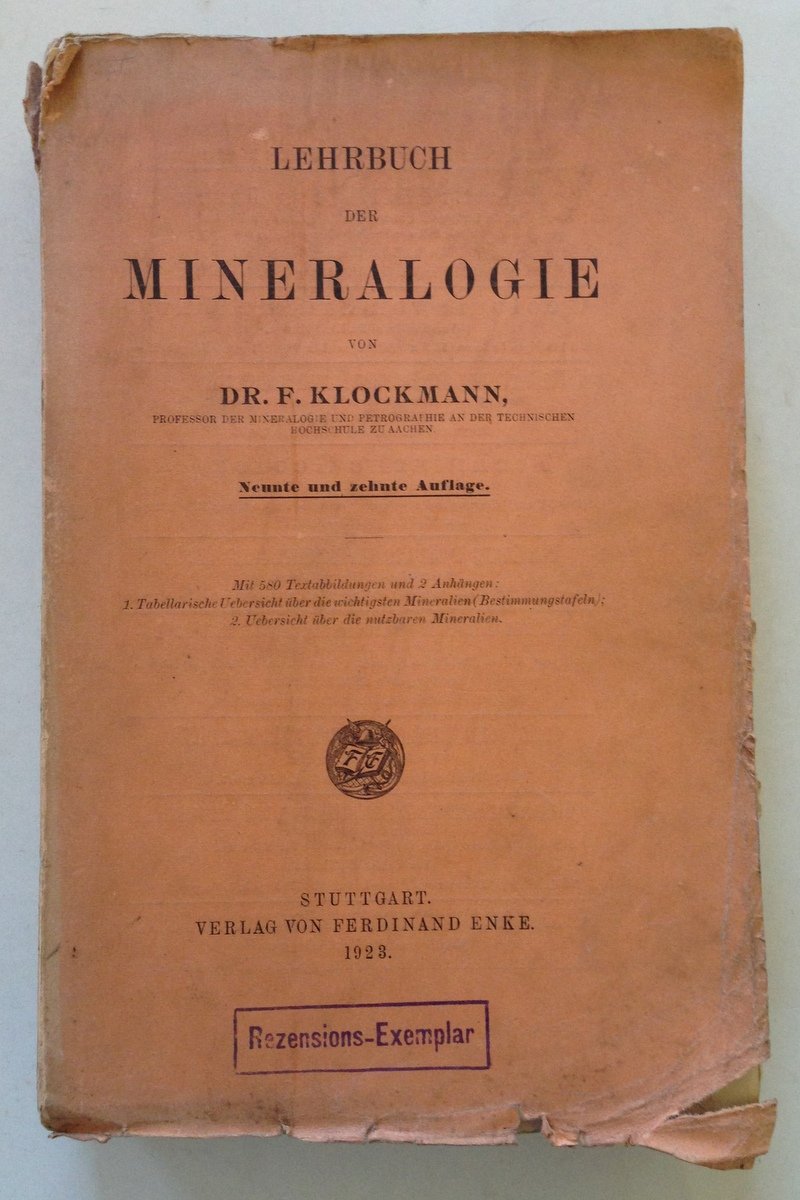 LEHRBUCH
DER
MINERALOGIE
VON
DR. F. KLOCKMANN,
PROFESSOR DER MINERALOGIE UND PETROGRAPHIE AN DER TECHNISCHEN
HOCHSCHULE ZU AACHEN.
Neunte und zehnte Auflage.
Mit 580 Textabbildungen und 2 Anhängen:
1. Tabellarische Uebersicht über die wichtigsten Mineralien (Bestimmungstafeln);
2. Uebersicht über die nutzbaren Mineralien.
F E
STUTTGART.
VERLAG VON FERDINAND ENKE.
1923.
Rezensions-Exemplar